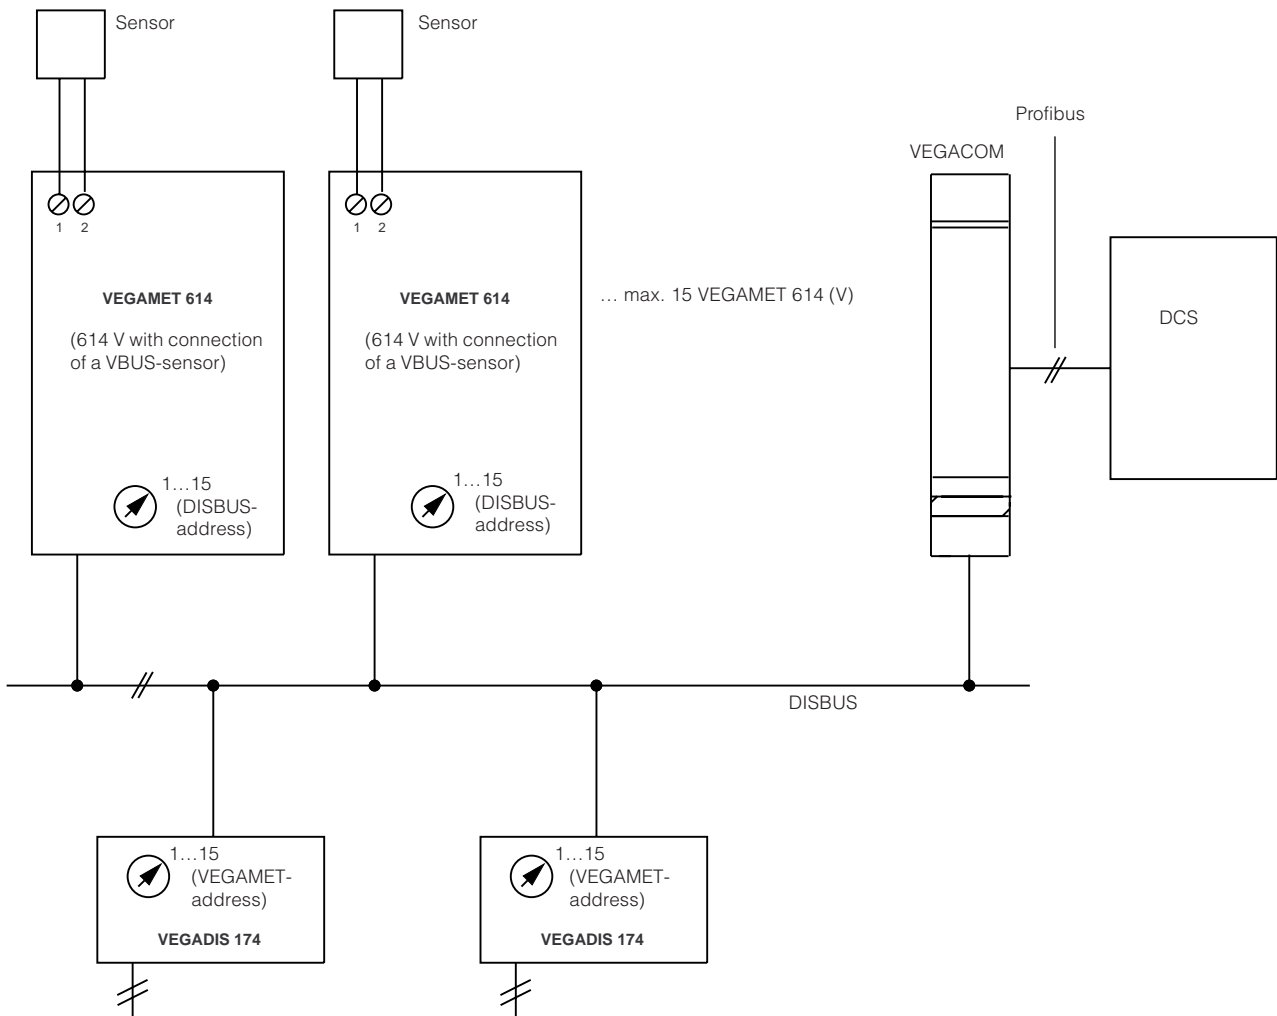 Sensor
Sensor
Profibus
VEGACOM
1 2
1 2
VEGAMET 614
(614 V with connection
of a VBUS-sensor)
VEGAMET 614
(614 V with connection
of a VBUS-sensor)
… max. 15 VEGAMET 614 (V)
DCS
1…15
(DISBUS-
address)
1…15
(DISBUS-
address)
DISBUS
1…15
(VEGAMET-
address)
VEGADIS 174
1…15
(VEGAMET-
address)
VEGADIS 174